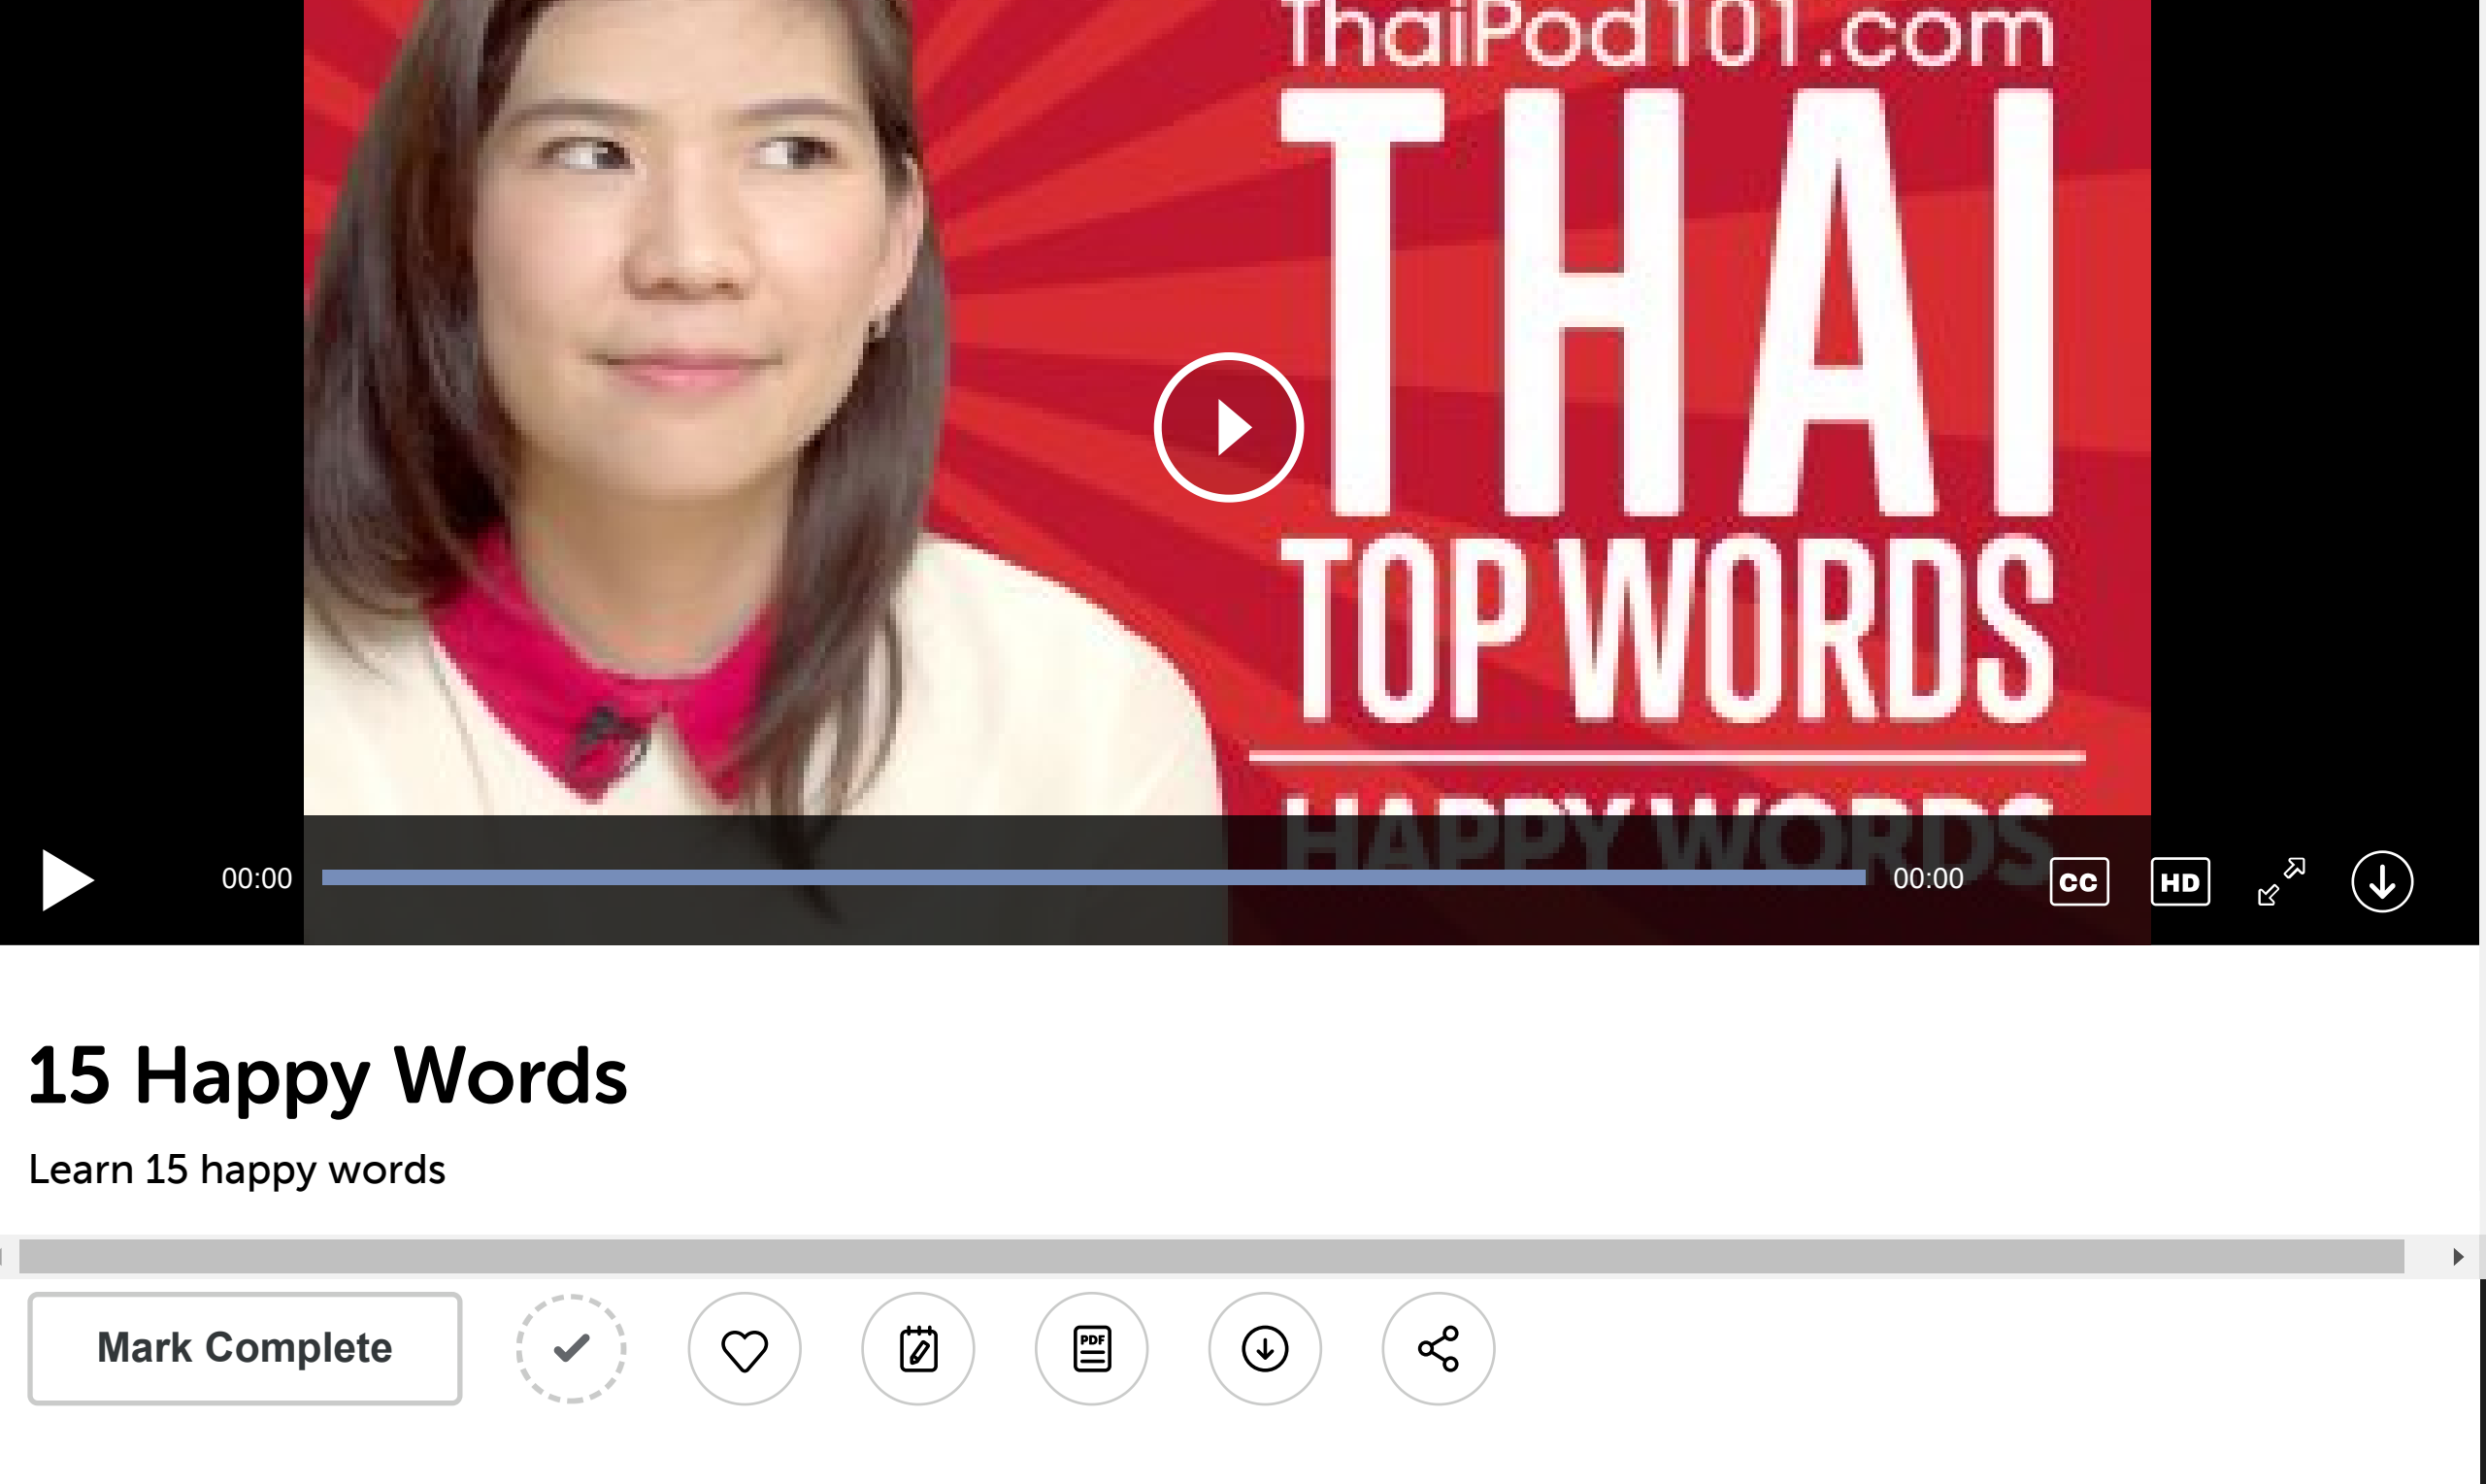 ThaiPod101.com
THAI
TOP WORDS
HAPPY WORDS
00:00
00:00
CC
HD
15 Happy Words
Learn 15 happy words
Mark Complete
PDF